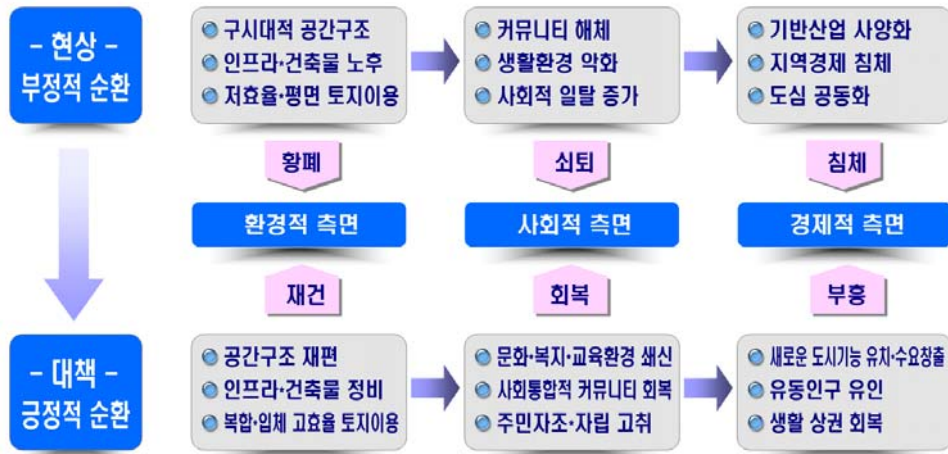 - 현상 -
부정적 순환
구시대적 공간구조
인프라·건축물 노후
저효율·평면 토지이용
커뮤니티 해체
생활환경 악화
사회적 일탈 증가
기반산업 사양화
지역경제 침체
도심 공동화
황폐
쇠퇴
침체
환경적 측면
사회적 측면
경제적 측면
재건
회복
부흥
- 대책 -
긍정적 순환
공간구조 재편
인프라·건축물 정비
복합·입체 고효율 토지이용
문화·복지·교육환경 쇄신
사회통합적 커뮤니티 회복
주민자조·자립 고취
새로운 도시기능 유치·수요창출
유동인구 유인
생활 상권 회복